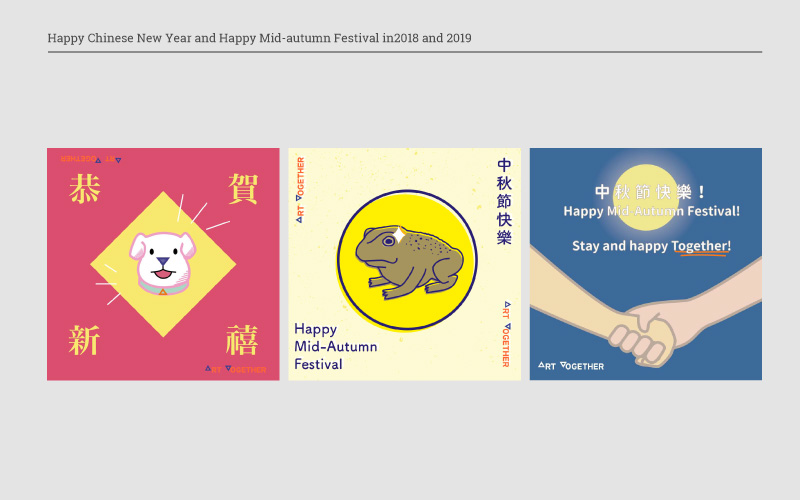 Happy Chinese New Year and Happy Mid-autumn Festival in2018 and 2019
ART TOGETHER
恭賀
新禧
ART TOGETHER
ART TOGETHER
中秋節快樂
Happy
Mid-Autumn
Festival
ART TOGETHER
中秋節快樂！
Happy Mid-Autumn Festival!
Stay and happy Together!
ART TOGETHER